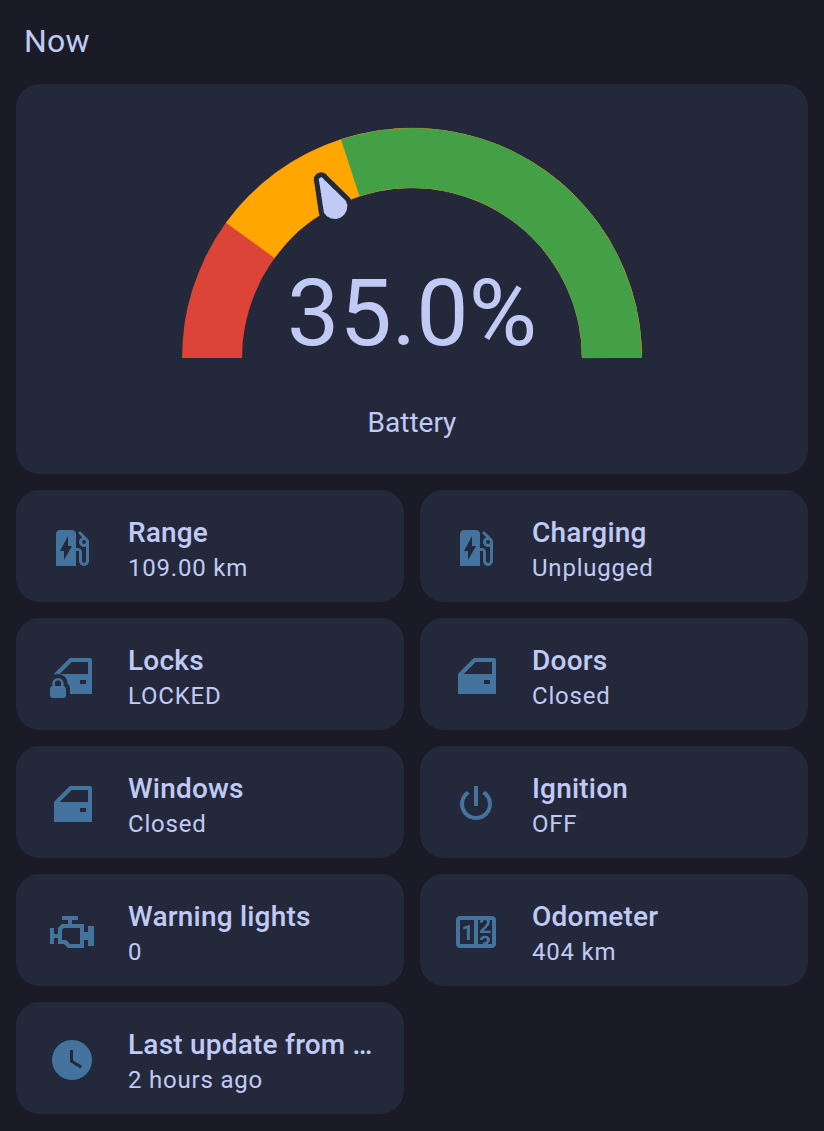 Now
35.0%
Battery
Range
109.00 km
Charging
Unplugged
Locks
LOCKED
Doors
Closed
Windows
Closed
Ignition
OFF
Warning lights
0
Odometer
404 km
Last update from …
2 hours ago